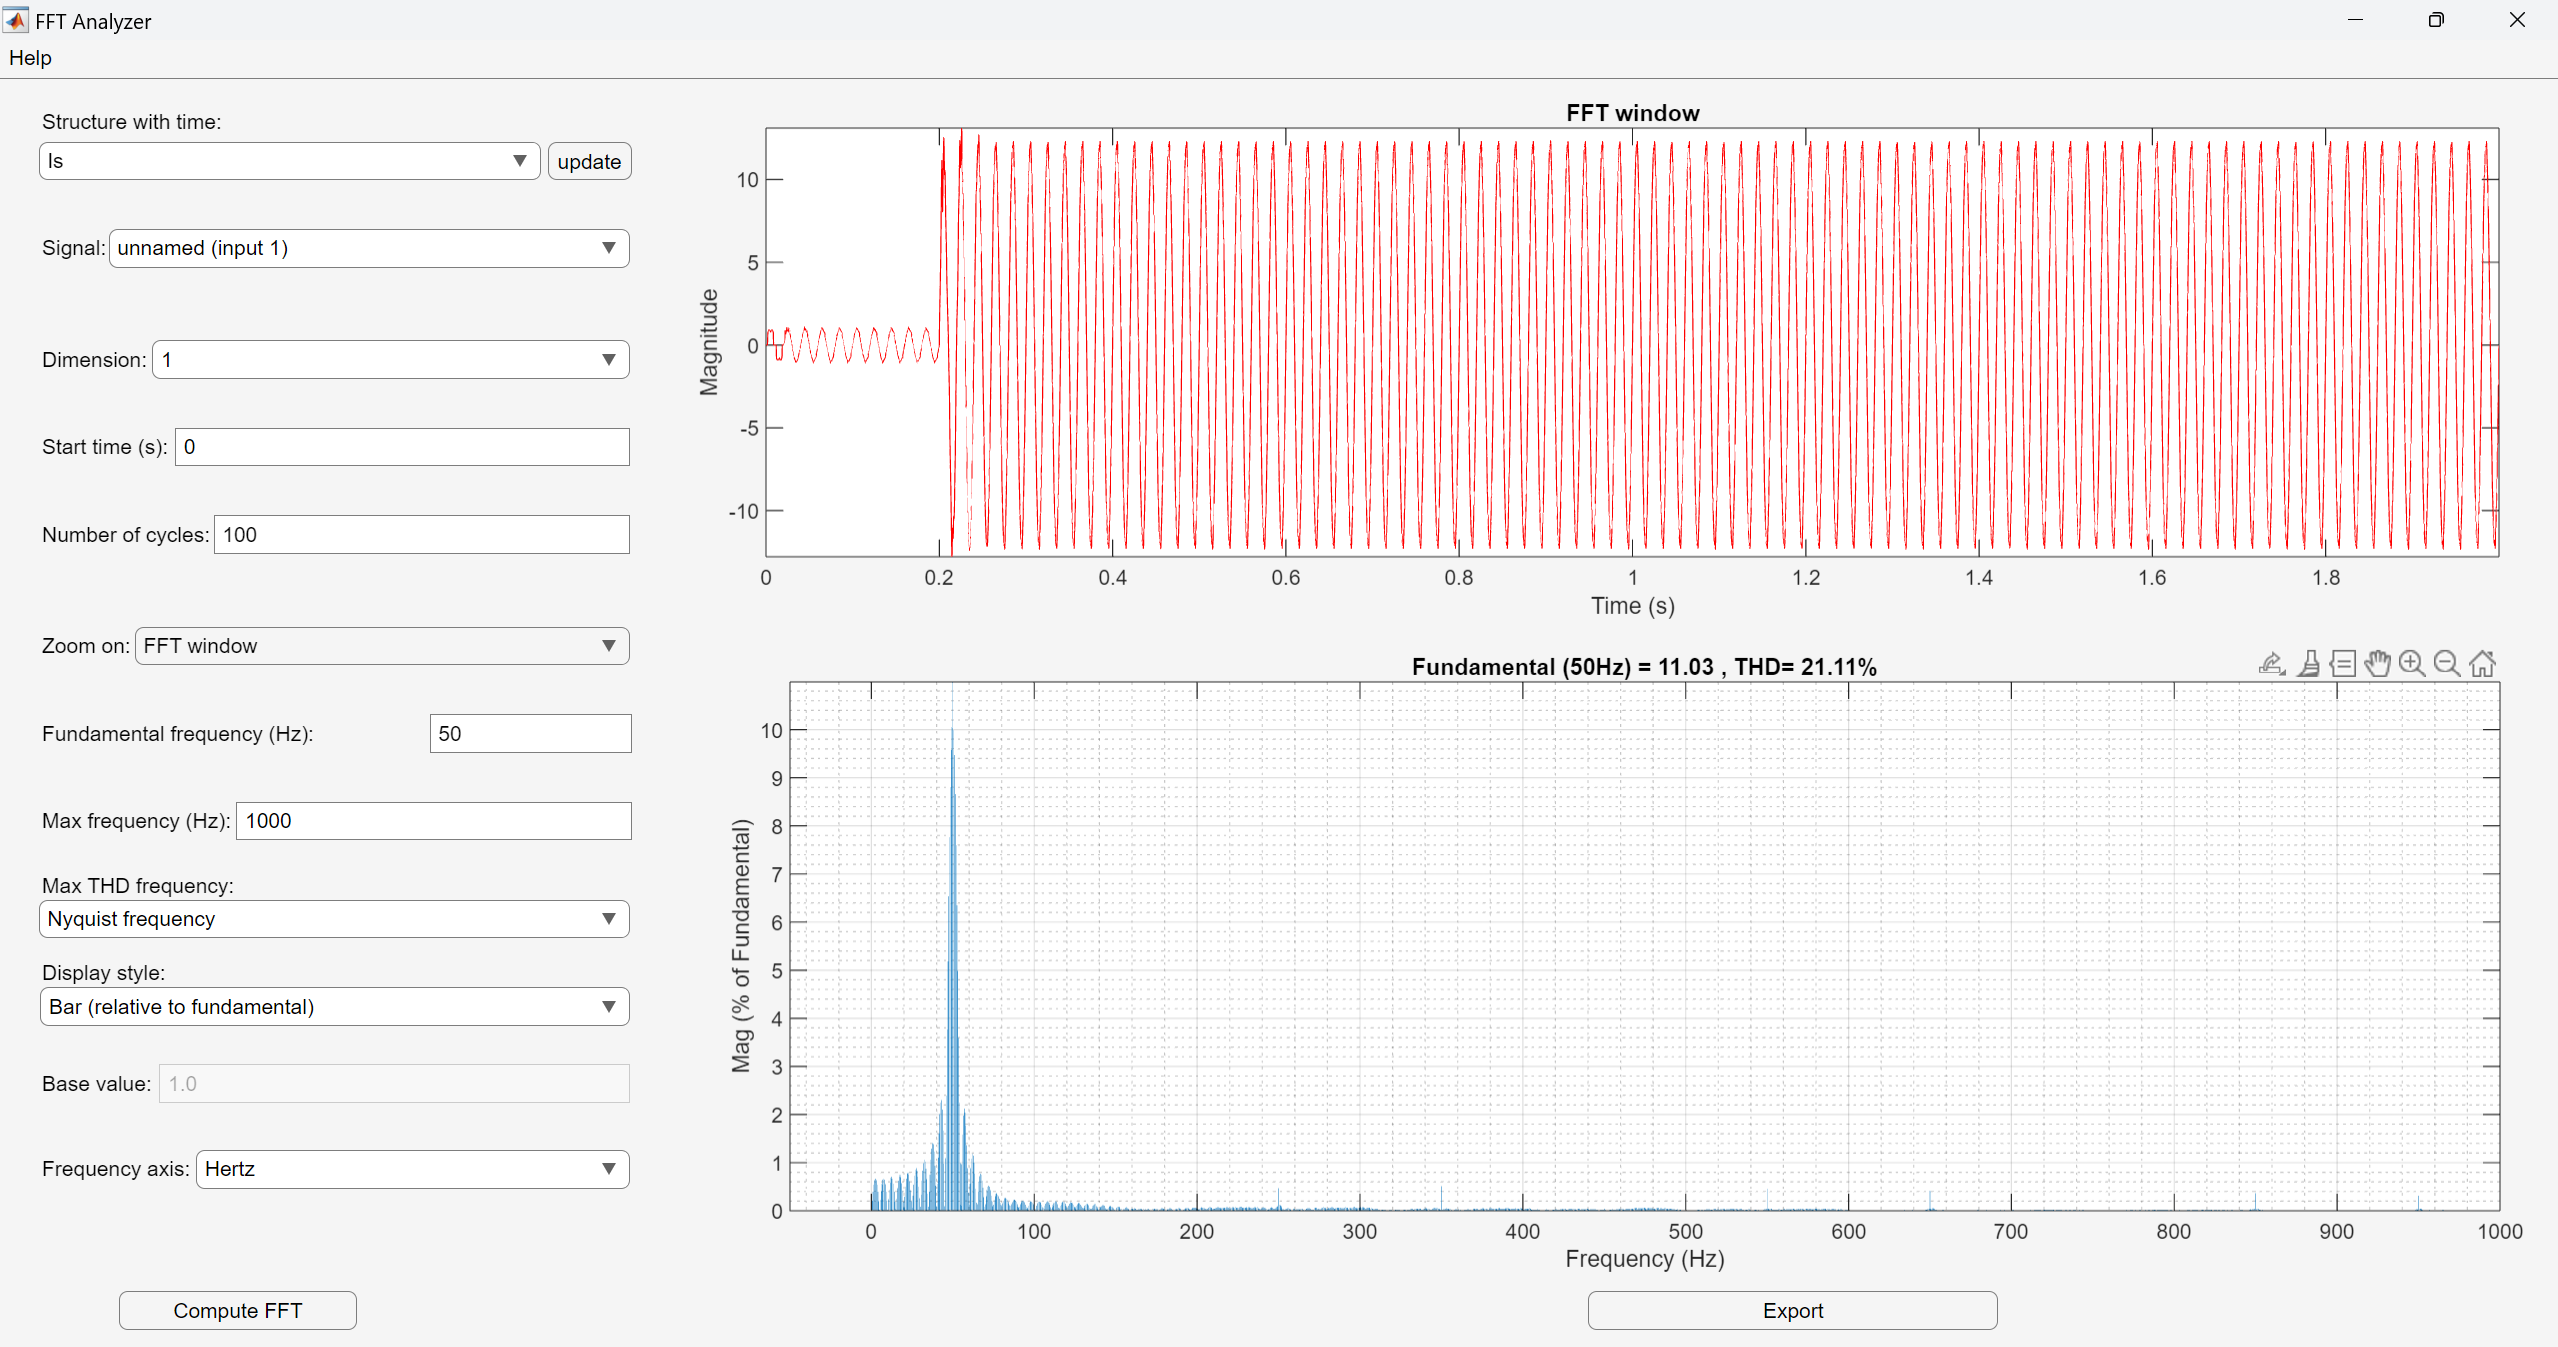 FFT Analyzer
Help
Structure with time:
Is
update
Signal: unnamed (input 1)
Dimension: 1
Start time (s): 0
Number of cycles: 100
Zoom on: FFT window
Fundamental frequency (Hz): 50
Max frequency (Hz): 1000
Max THD frequency:
Nyquist frequency
Display style:
Bar (relative to fundamental)
Base value: 1.0
Frequency axis: Hertz
Compute FFT
FFT window
Magnitude
10
5
0
-5
-10
0 0.2 0.4 0.6 0.8 1 1.2 1.4 1.6 1.8
Time (s)
Fundamental (50Hz) = 11.03 , THD= 21.11%
Mag (% of Fundamental)
10
9
8
7
6
5
4
3
2
1
0
0 100 200 300 400 500 600 700 800 900 1000
Frequency (Hz)
Export